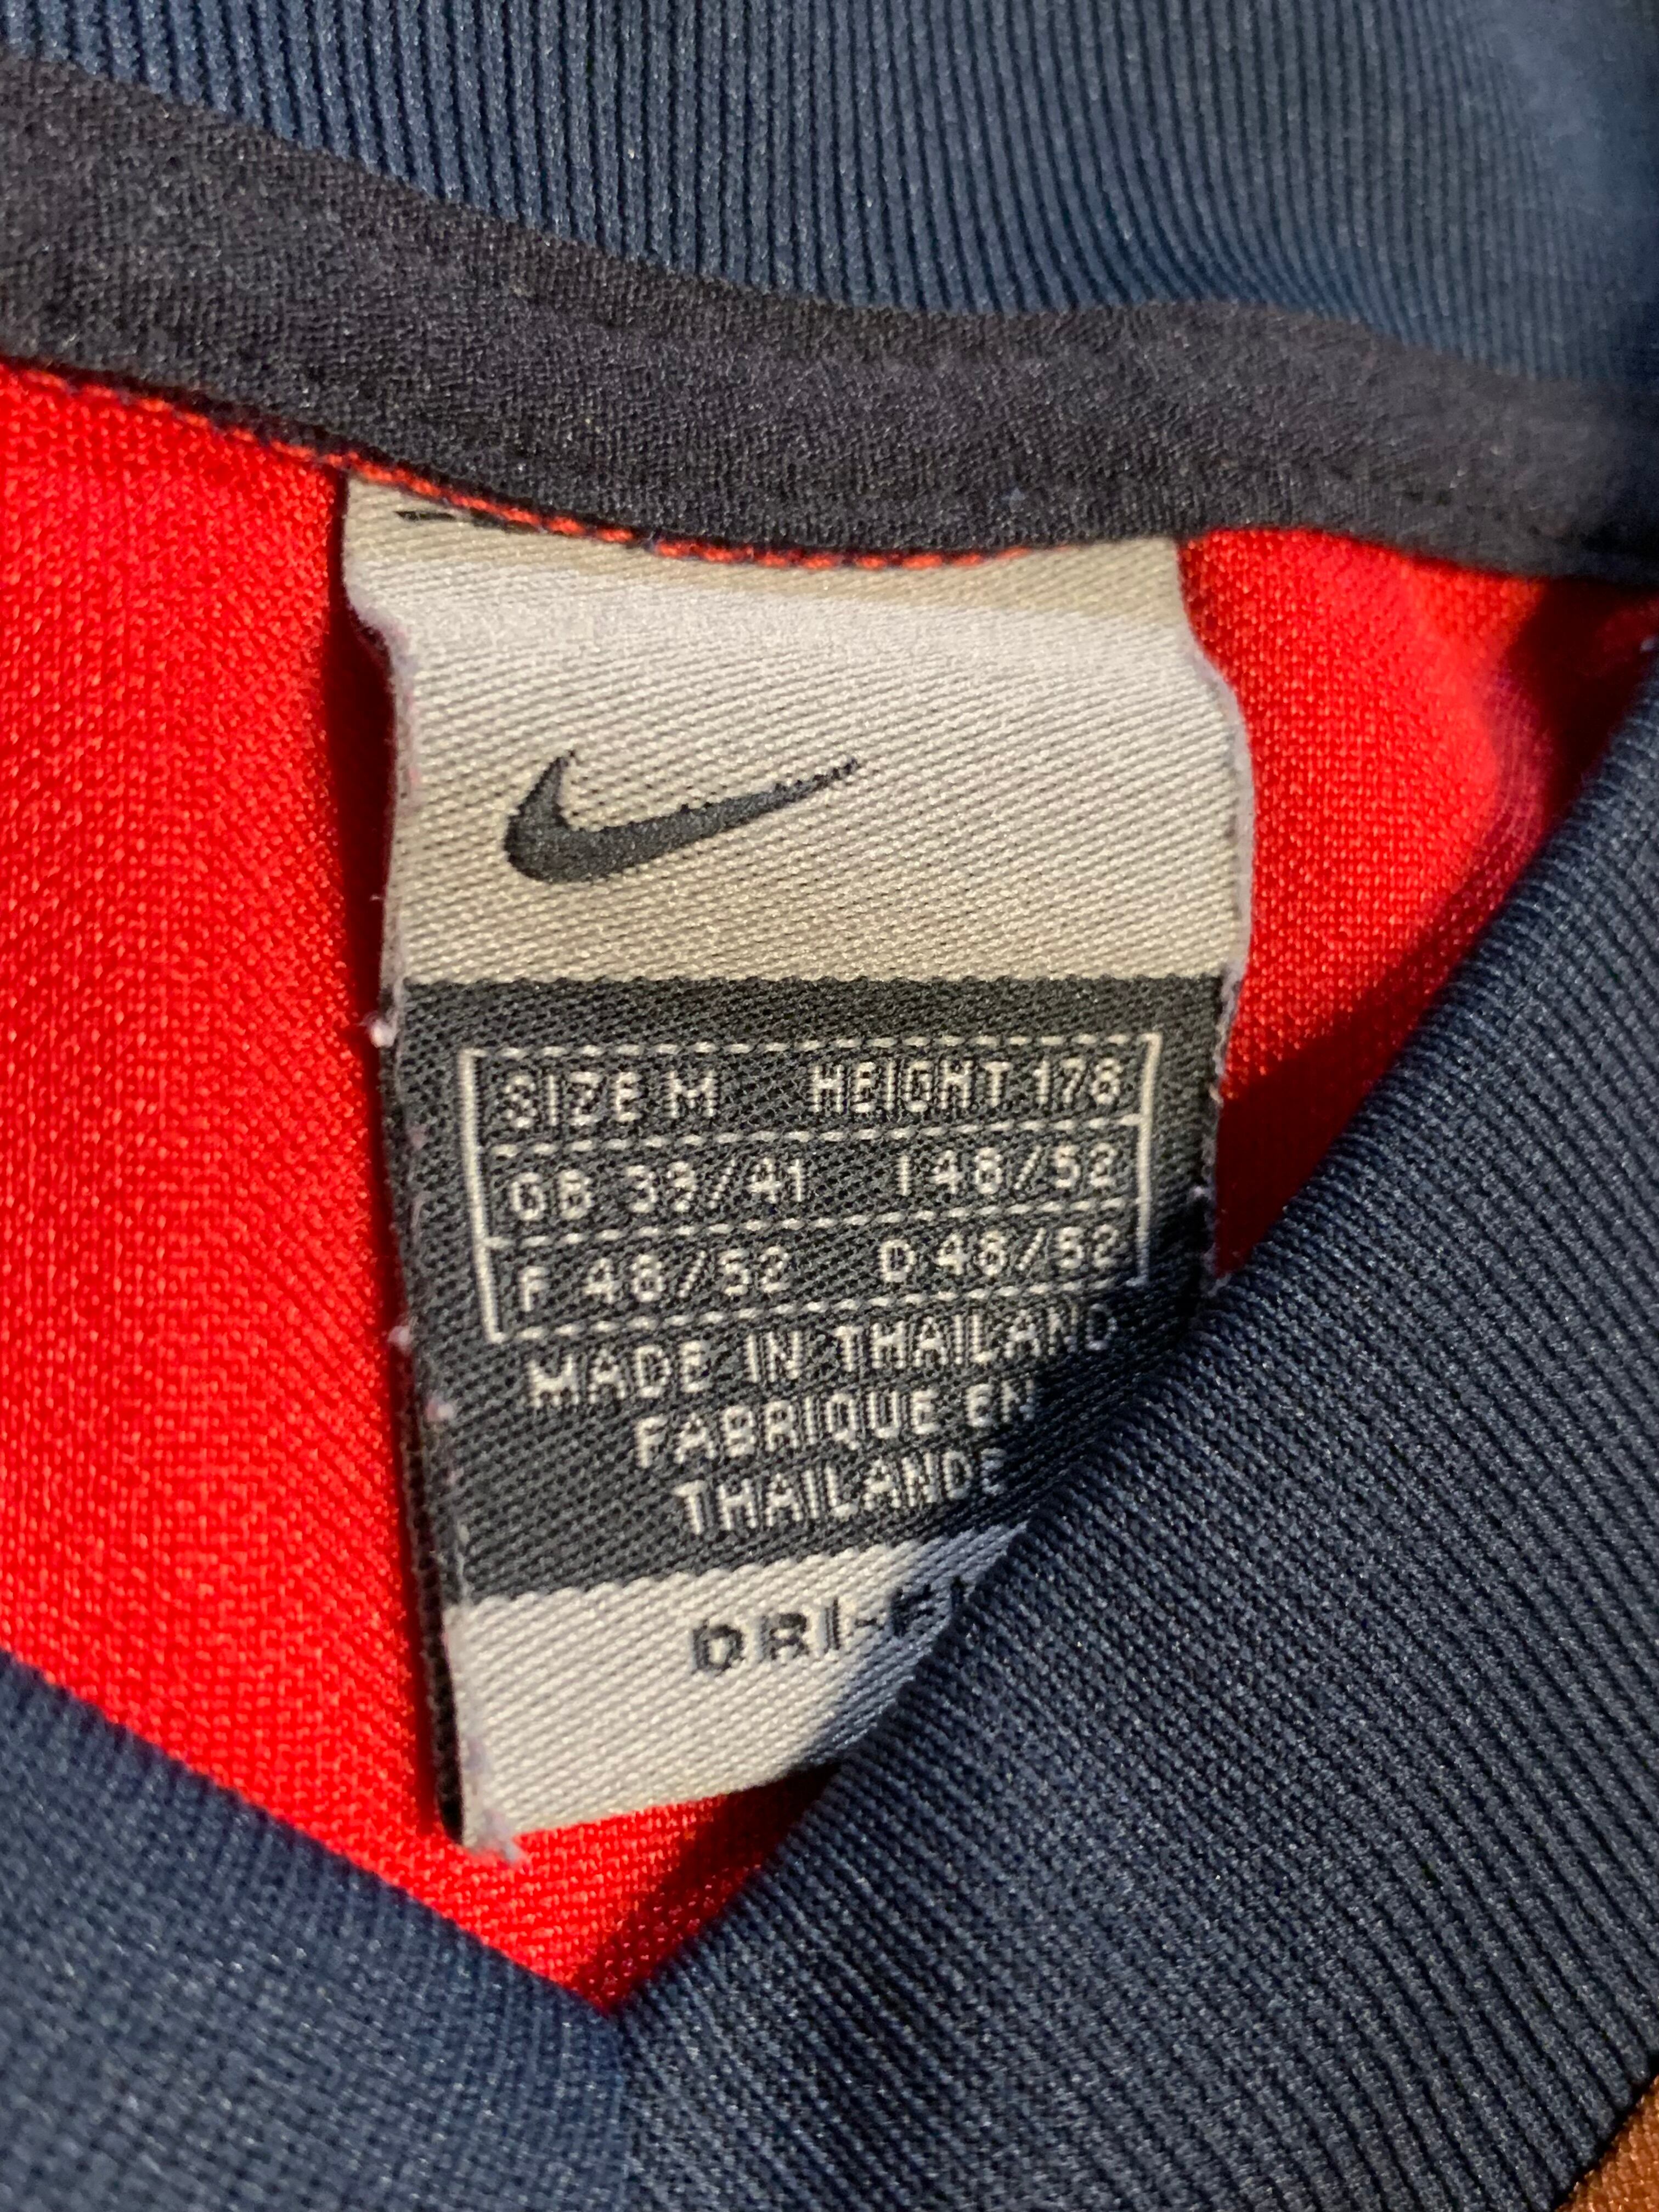 SIZE M HEIGHT 178
GB 39/41 I 48/52
F 48/52 D 48/52
MADE IN THAILAND
FABRIQUE EN
THAILANDE